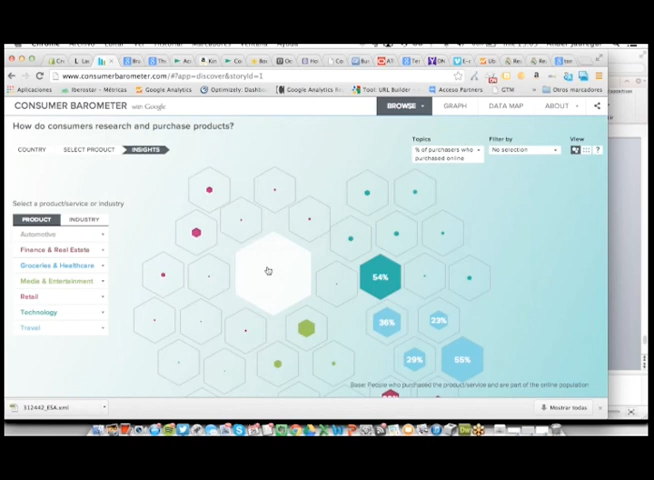 Ventana
Ayuda
www.consumerbarometer.com/#?app=discover&storyId=1
Aplicaciones
Iberostar - Métricas
Google Analytics
Optimizely: Dashbo...
Google Analytics
Tool: URL Builder
Acceso Partners
GTM
Otros marcadores
CONSUMER BAROMETER with Google
BROWSE
GRAPH
DATA MAP
ABOUT
How do consumers research and purchase products?
COUNTRY
SELECT PRODUCT
INSIGHTS
Topics
% of purchasers who
purchased online
Filter by
No selection
View
?
Select a product/service or industry
PRODUCT
INDUSTRY
Automotive
Finance & Real Estate
Groceries & Healthcare
Media & Entertainment
Retail
Technology
Travel
54%
36%
23%
29%
55%
Base: People who purchased the product/service and are part of the online population
312442_ESA.xml
Mostrar todas